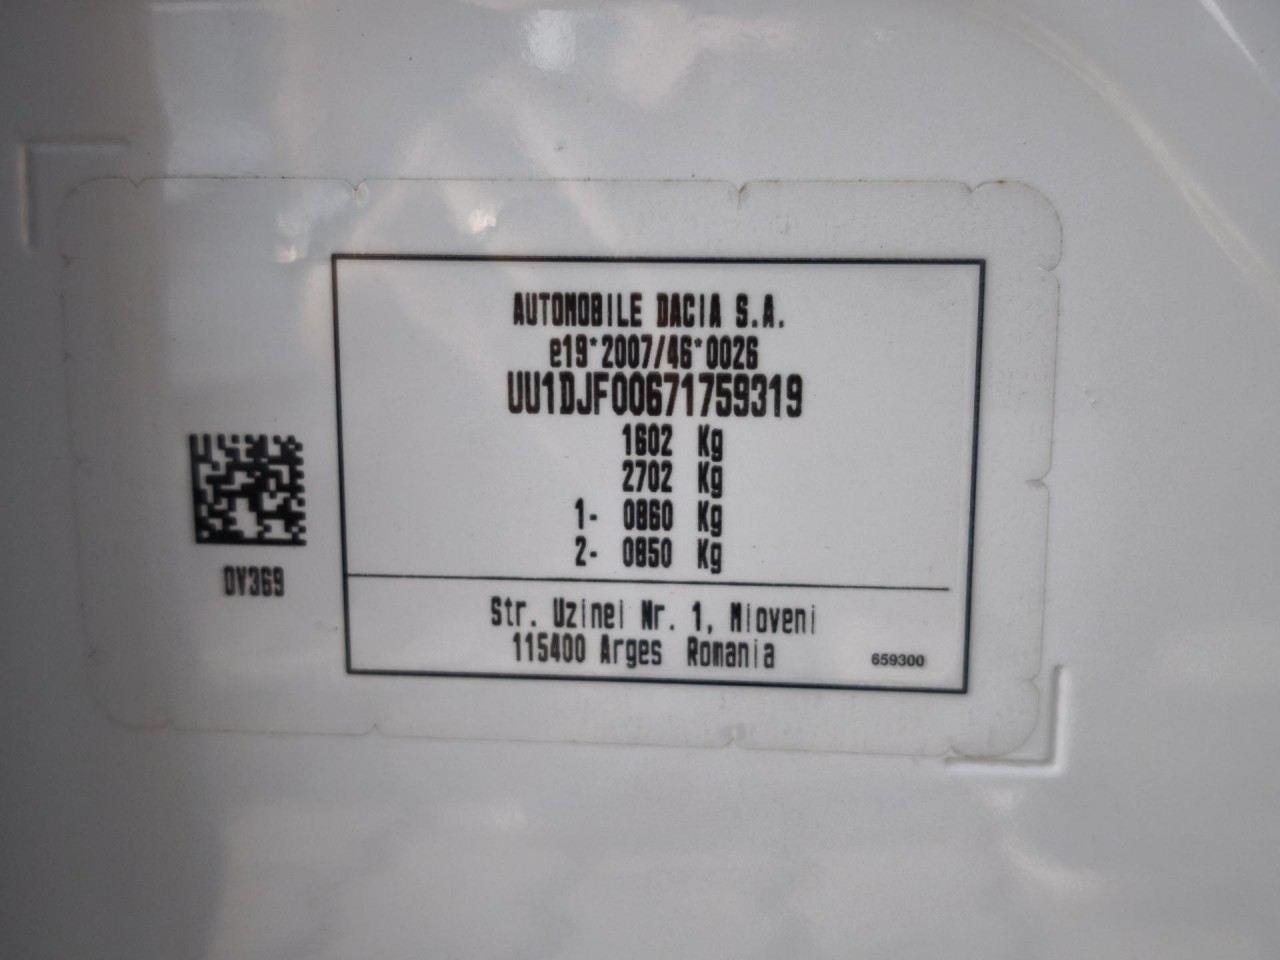 AUTOMOBILE DACIA S.A.
e19*2007/46*0026
UU1DJF00671759319
1602 Kg
2702 Kg
1- 0860 Kg
2- 0850 Kg
DV369
Str. Uzinei Nr. 1, Mioveni
115400 Arges Romania
659300